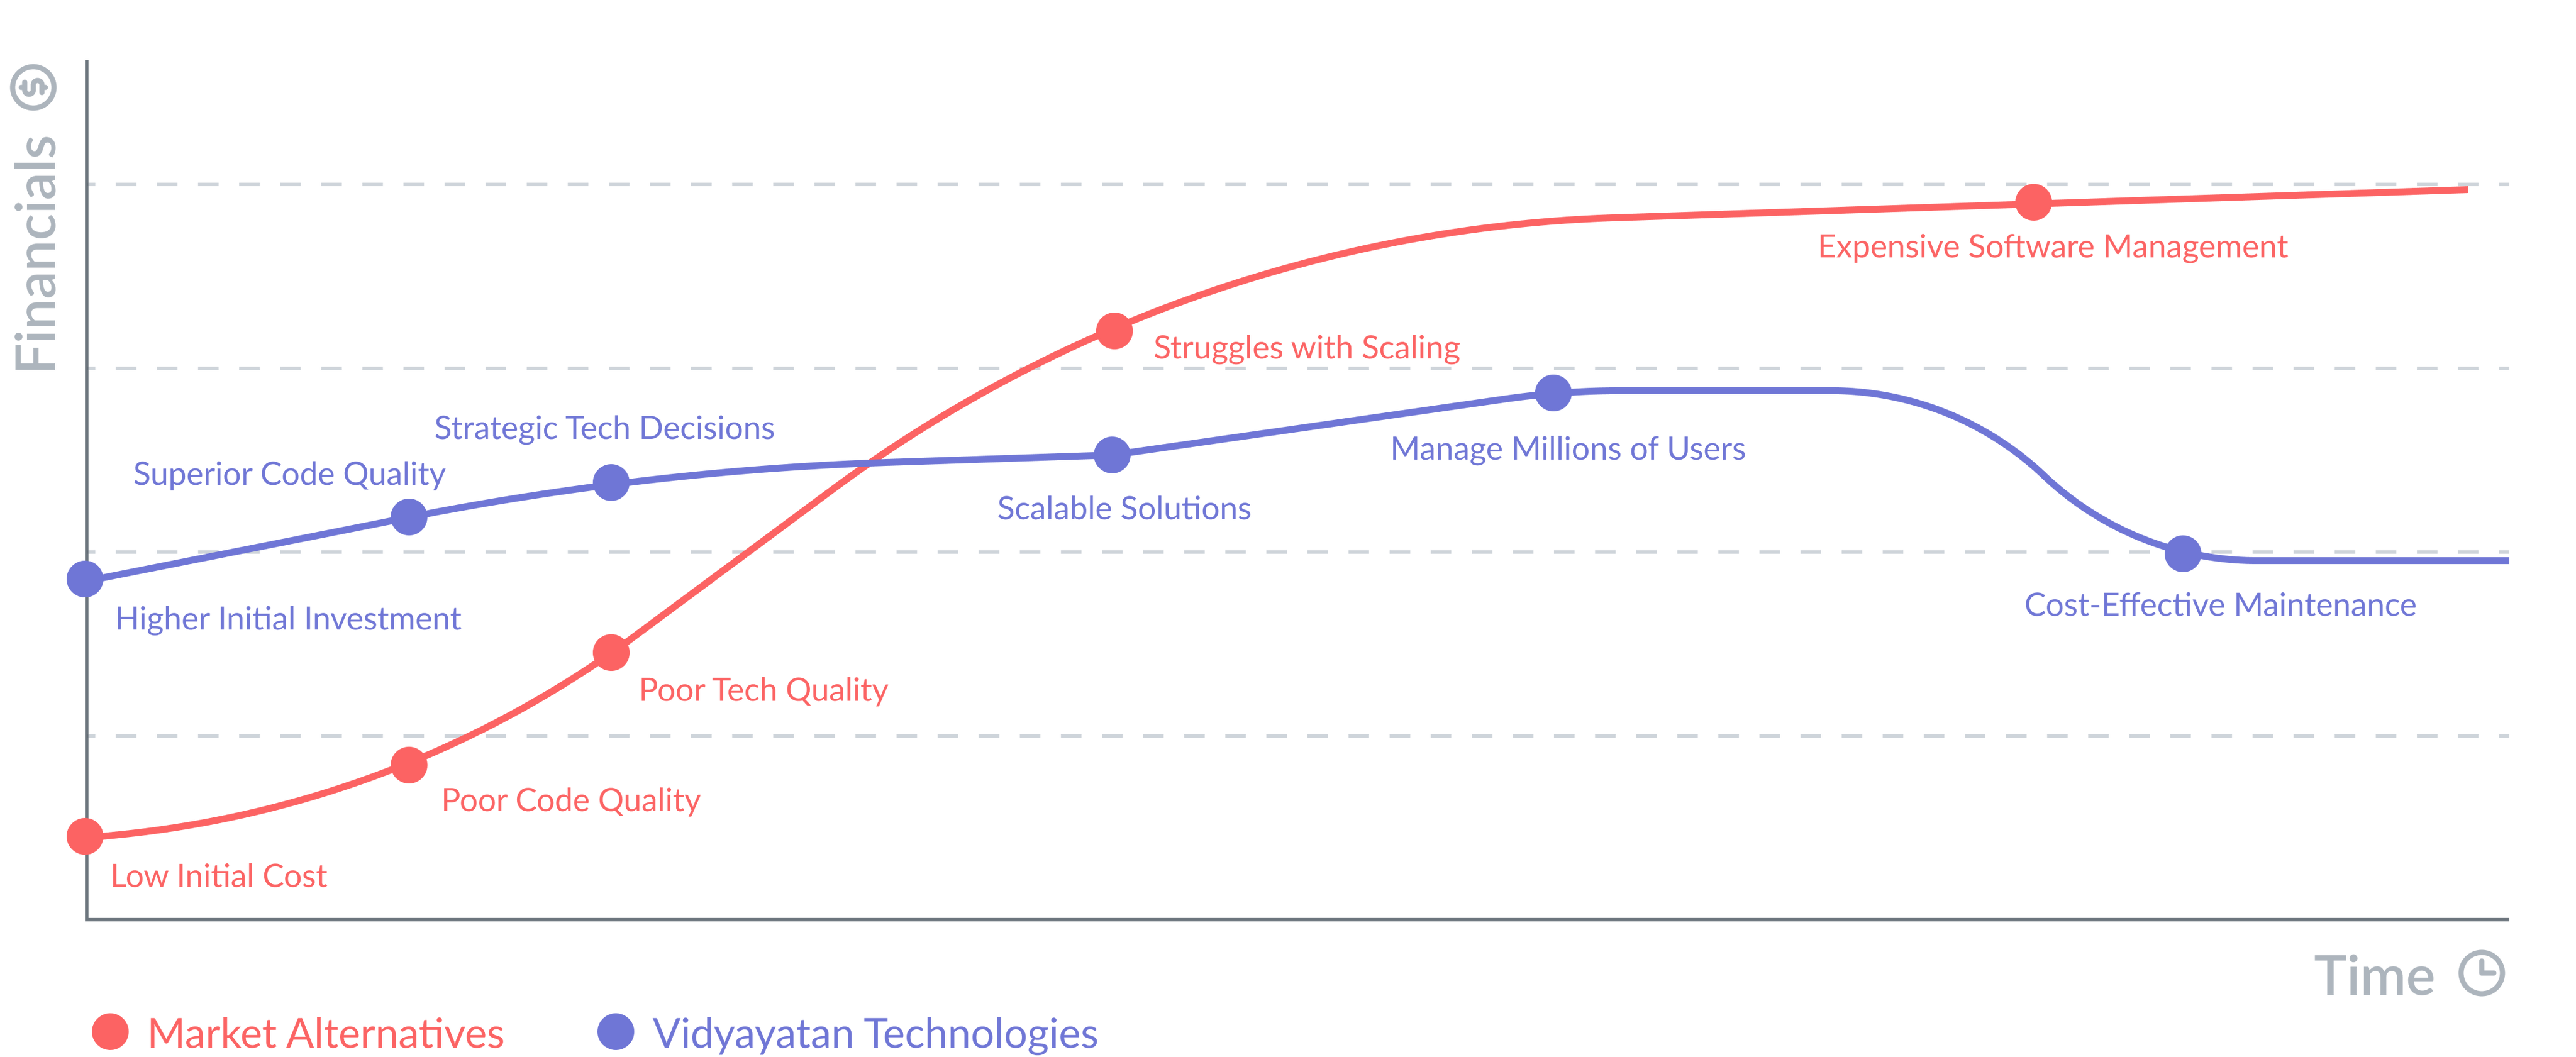 Financials
Expensive Software Management
Struggles with Scaling
Strategic Tech Decisions
Manage Millions of Users
Superior Code Quality
Scalable Solutions
Higher Initial Investment
Cost-Effective Maintenance
Poor Tech Quality
Poor Code Quality
Low Initial Cost
Time
Market Alternatives
Vidyayatan Technologies